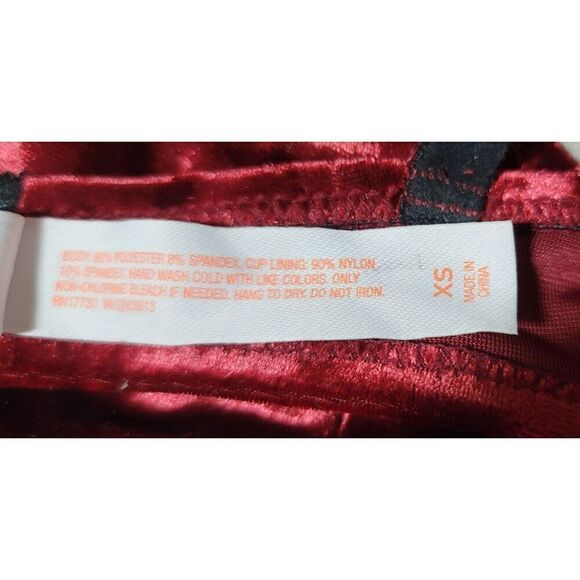 BODY: 92% POLYESTER 8% SPANDEX, CUP LINING: 90% NYLON,
10% SPANDEX. HAND WASH COLD WITH LIKE COLORS. ONLY
NON-CHLORINE BLEACH IF NEEDED. HANG TO DRY. DO NOT IRON.
RN17730
XS
MADE IN
CHINA